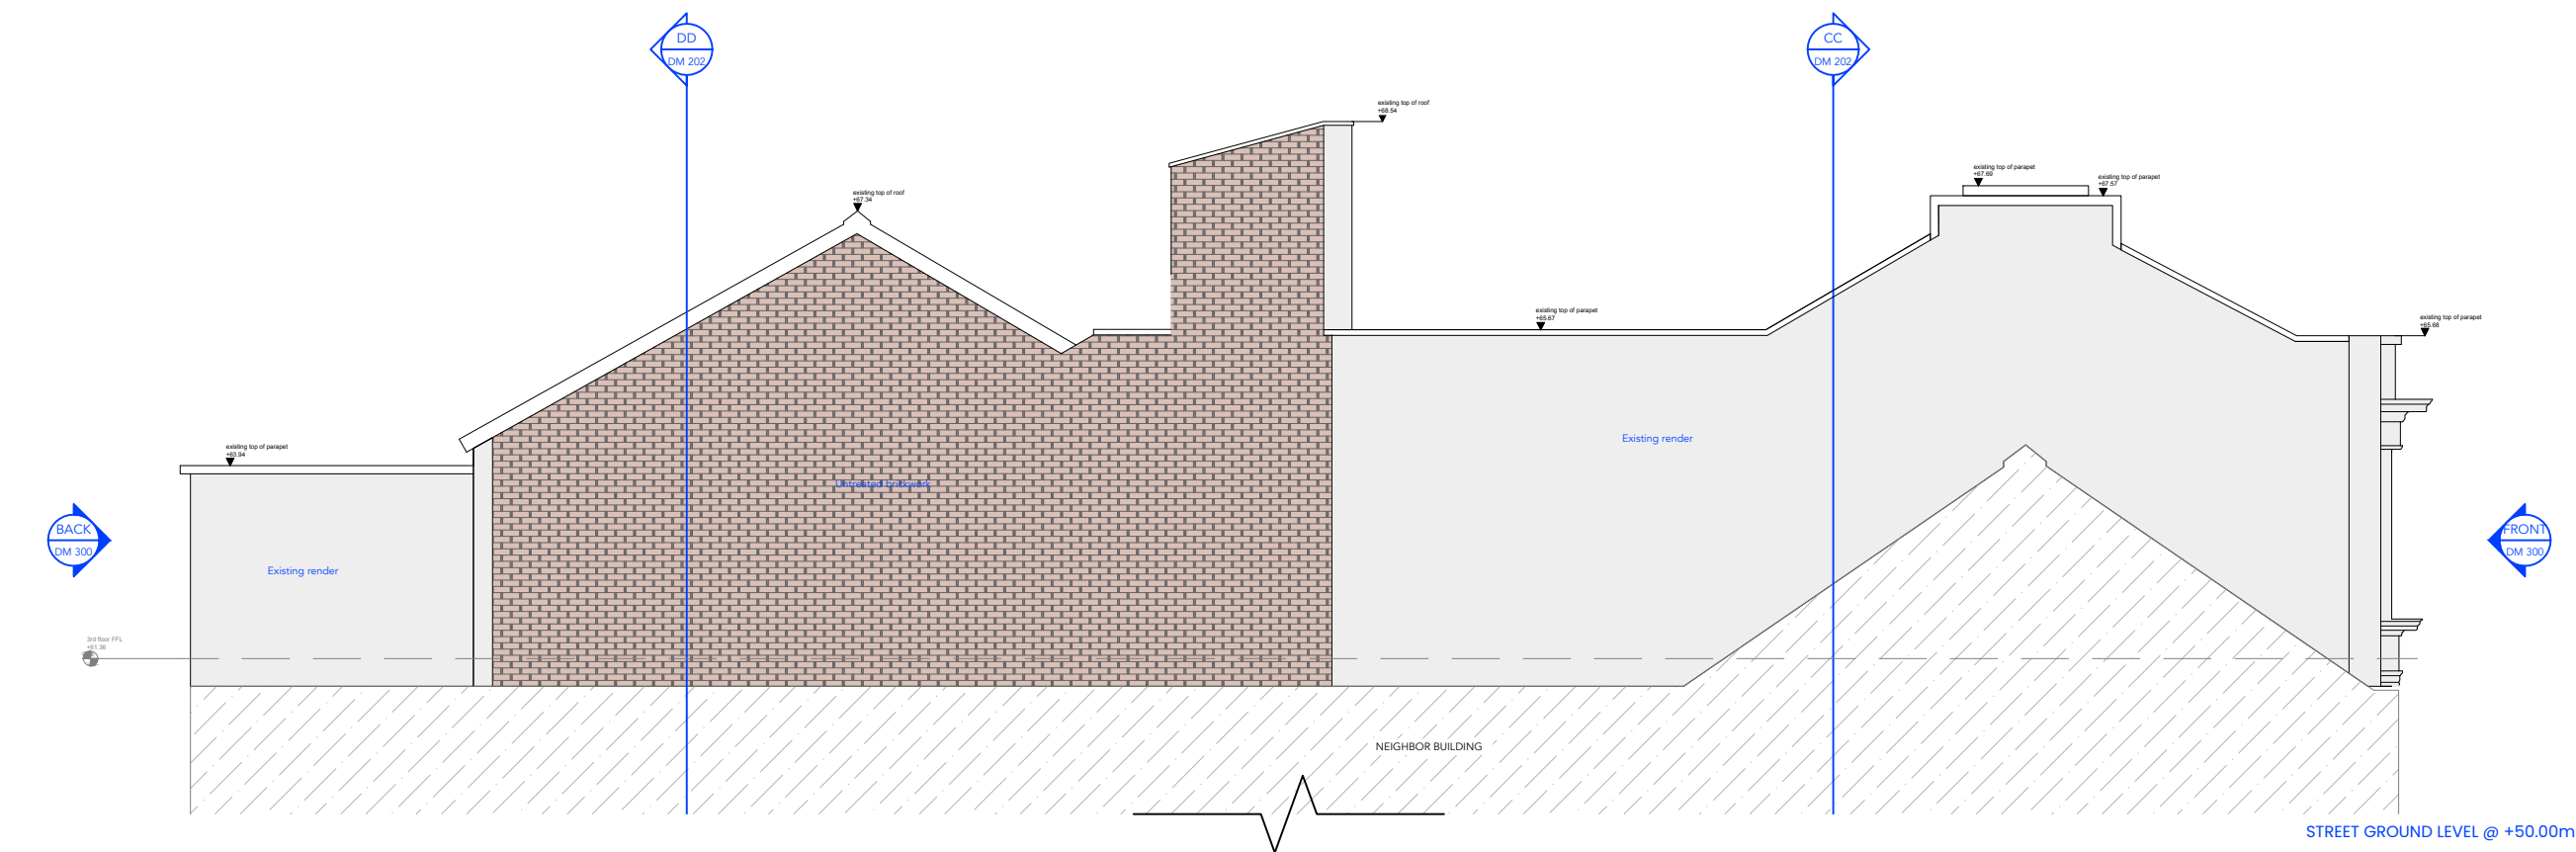 DD
DM 202
CC
DM 202
existing top of roof
+68.54
existing top of parapet
+67.69
existing top of parapet
+67.57
existing top of roof
+67.34
existing top of parapet
+65.67
existing top of parapet
+65.68
existing top of parapet
+63.94
Existing render
Untreated brickwork
BACK
DM 300
FRONT
DM 300
Existing render
3rd floor FFL
+61.36
NEIGHBOR BUILDING
STREET GROUND LEVEL @ +50.00m